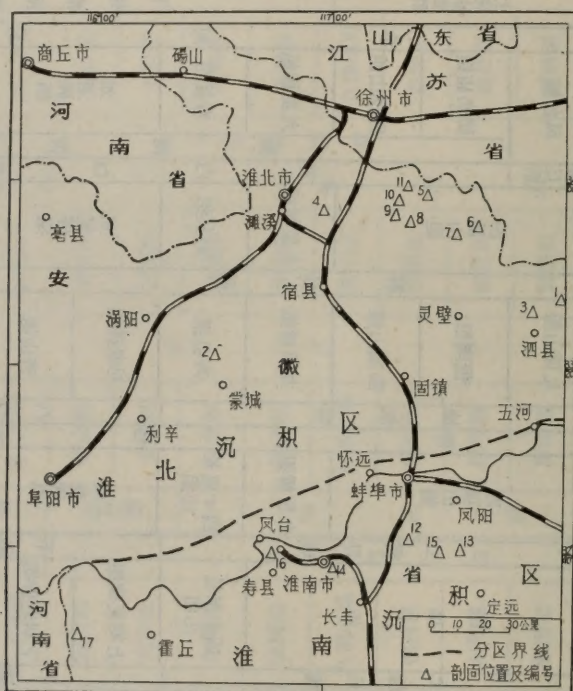 116°00′
117°00′
商丘市
砀山
江
山
东
省
河
南
省
徐州市
苏
省
淮北市
濉溪
4
11
10
5
9
8
7
6
亳县
安
宿县
涡阳
灵璧
1
3
泗县
2
徽
蒙城
固镇
利辛
五河
淮
北
沉
积
区
怀远
阜阳市
蚌埠市
凤阳
凤台
12
15
13
16
14
寿县
淮南市
省
长丰
定远
沉
积
区
河
南
省
17
霍丘
淮
南
0 10 20 30公里
分区界线
剖面位置及编号